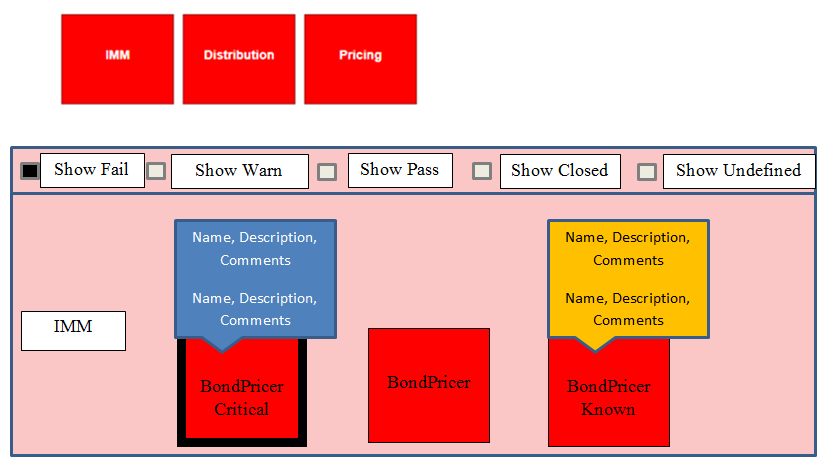 IMM
Distribution
Pricing
Show Fail
Show Warn
Show Pass
Show Closed
Show Undefined
Name, Description,
Comments
Name, Description,
Comments
Name, Description,
Comments
Name, Description,
Comments
IMM
BondPricer
Critical
BondPricer
BondPricer
Known